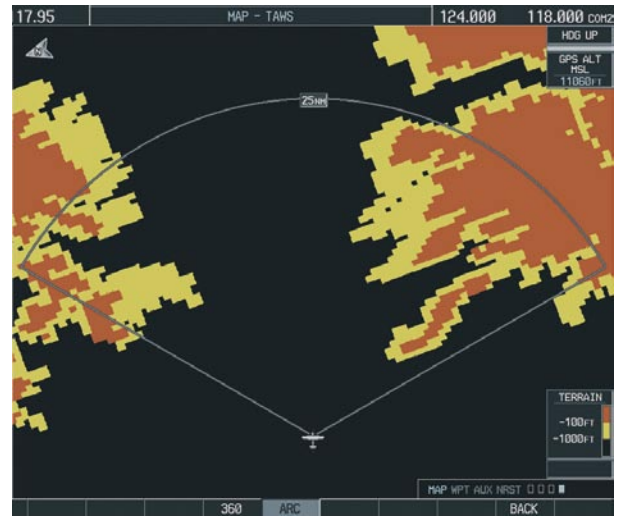 17.95 MAP - TAWS 124.000 118.000 COM2
HDG UP
N
GPS ALT
MSL
11060FT
25NM
TERRAIN
-100FT
-1000FT
MAP WPT AUX NRST
360 ARC BACK